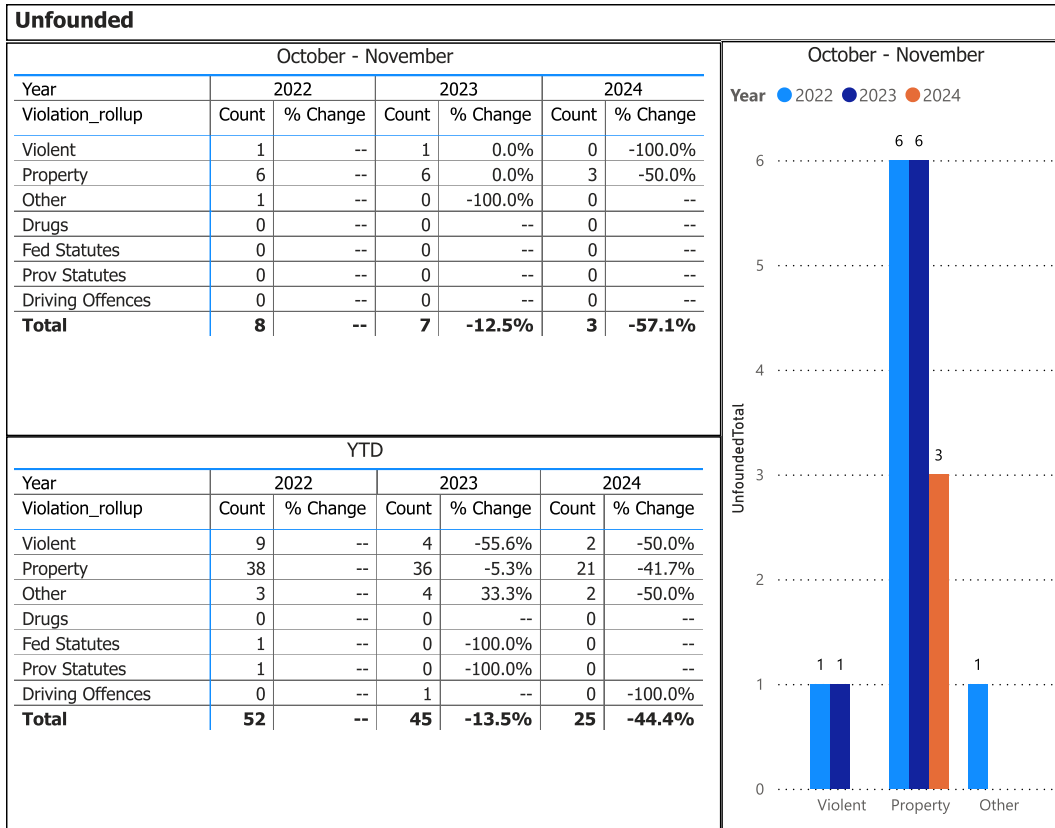 Unfounded
October - November
Year 2022 2023 2024
Violation_rollup Count % Change Count % Change Count % Change
Violent 1 -- 1 0.0% 0 -100.0%
Property 6 -- 6 0.0% 3 -50.0%
Other 1 -- 0 -100.0% 0 --
Drugs 0 -- 0 -- 0 --
Fed Statutes 0 -- 0 -- 0 --
Prov Statutes 0 -- 0 -- 0 --
Driving Offences 0 -- 0 -- 0 --
Total 8 -- 7 -12.5% 3 -57.1%
YTD
Year 2022 2023 2024
Violation_rollup Count % Change Count % Change Count % Change
Violent 9 -- 4 -55.6% 2 -50.0%
Property 38 -- 36 -5.3% 21 -41.7%
Other 3 -- 4 33.3% 2 -50.0%
Drugs 0 -- 0 -- 0 --
Fed Statutes 1 -- 0 -100.0% 0 --
Prov Statutes 1 -- 0 -100.0% 0 --
Driving Offences 0 -- 1 -- 0 -100.0%
Total 52 -- 45 -13.5% 25 -44.4%
October - November
Year 2022 2023 2024
6 6
6
5
4
UnfoundedTotal
3
3
2
1 1 1
1
0
Violent Property Other